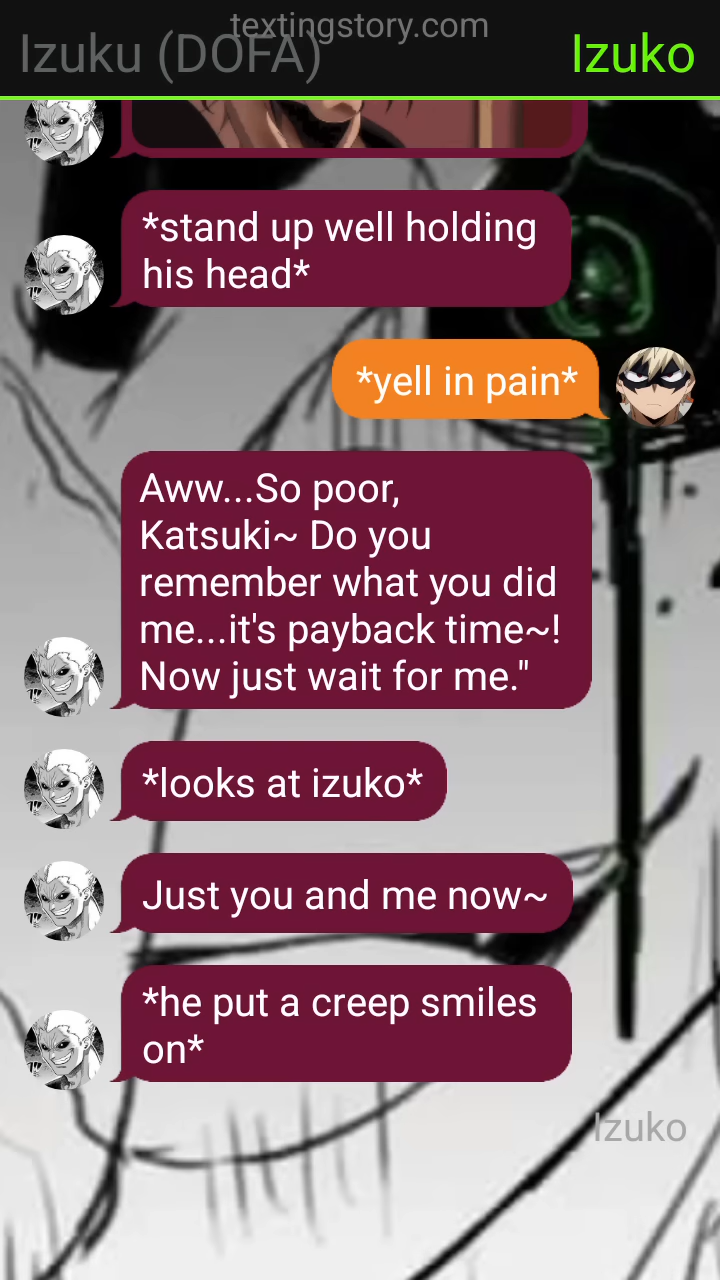 textingstory.com
Izuku (DOFA)
Izuko
*stand up well holding
his head*
*yell in pain*
Aww...So poor,
Katsuki~ Do you
remember what you did
me...it's payback time~!
Now just wait for me."
*looks at izuko*
Just you and me now~
*he put a creep smiles
on*
Izuko